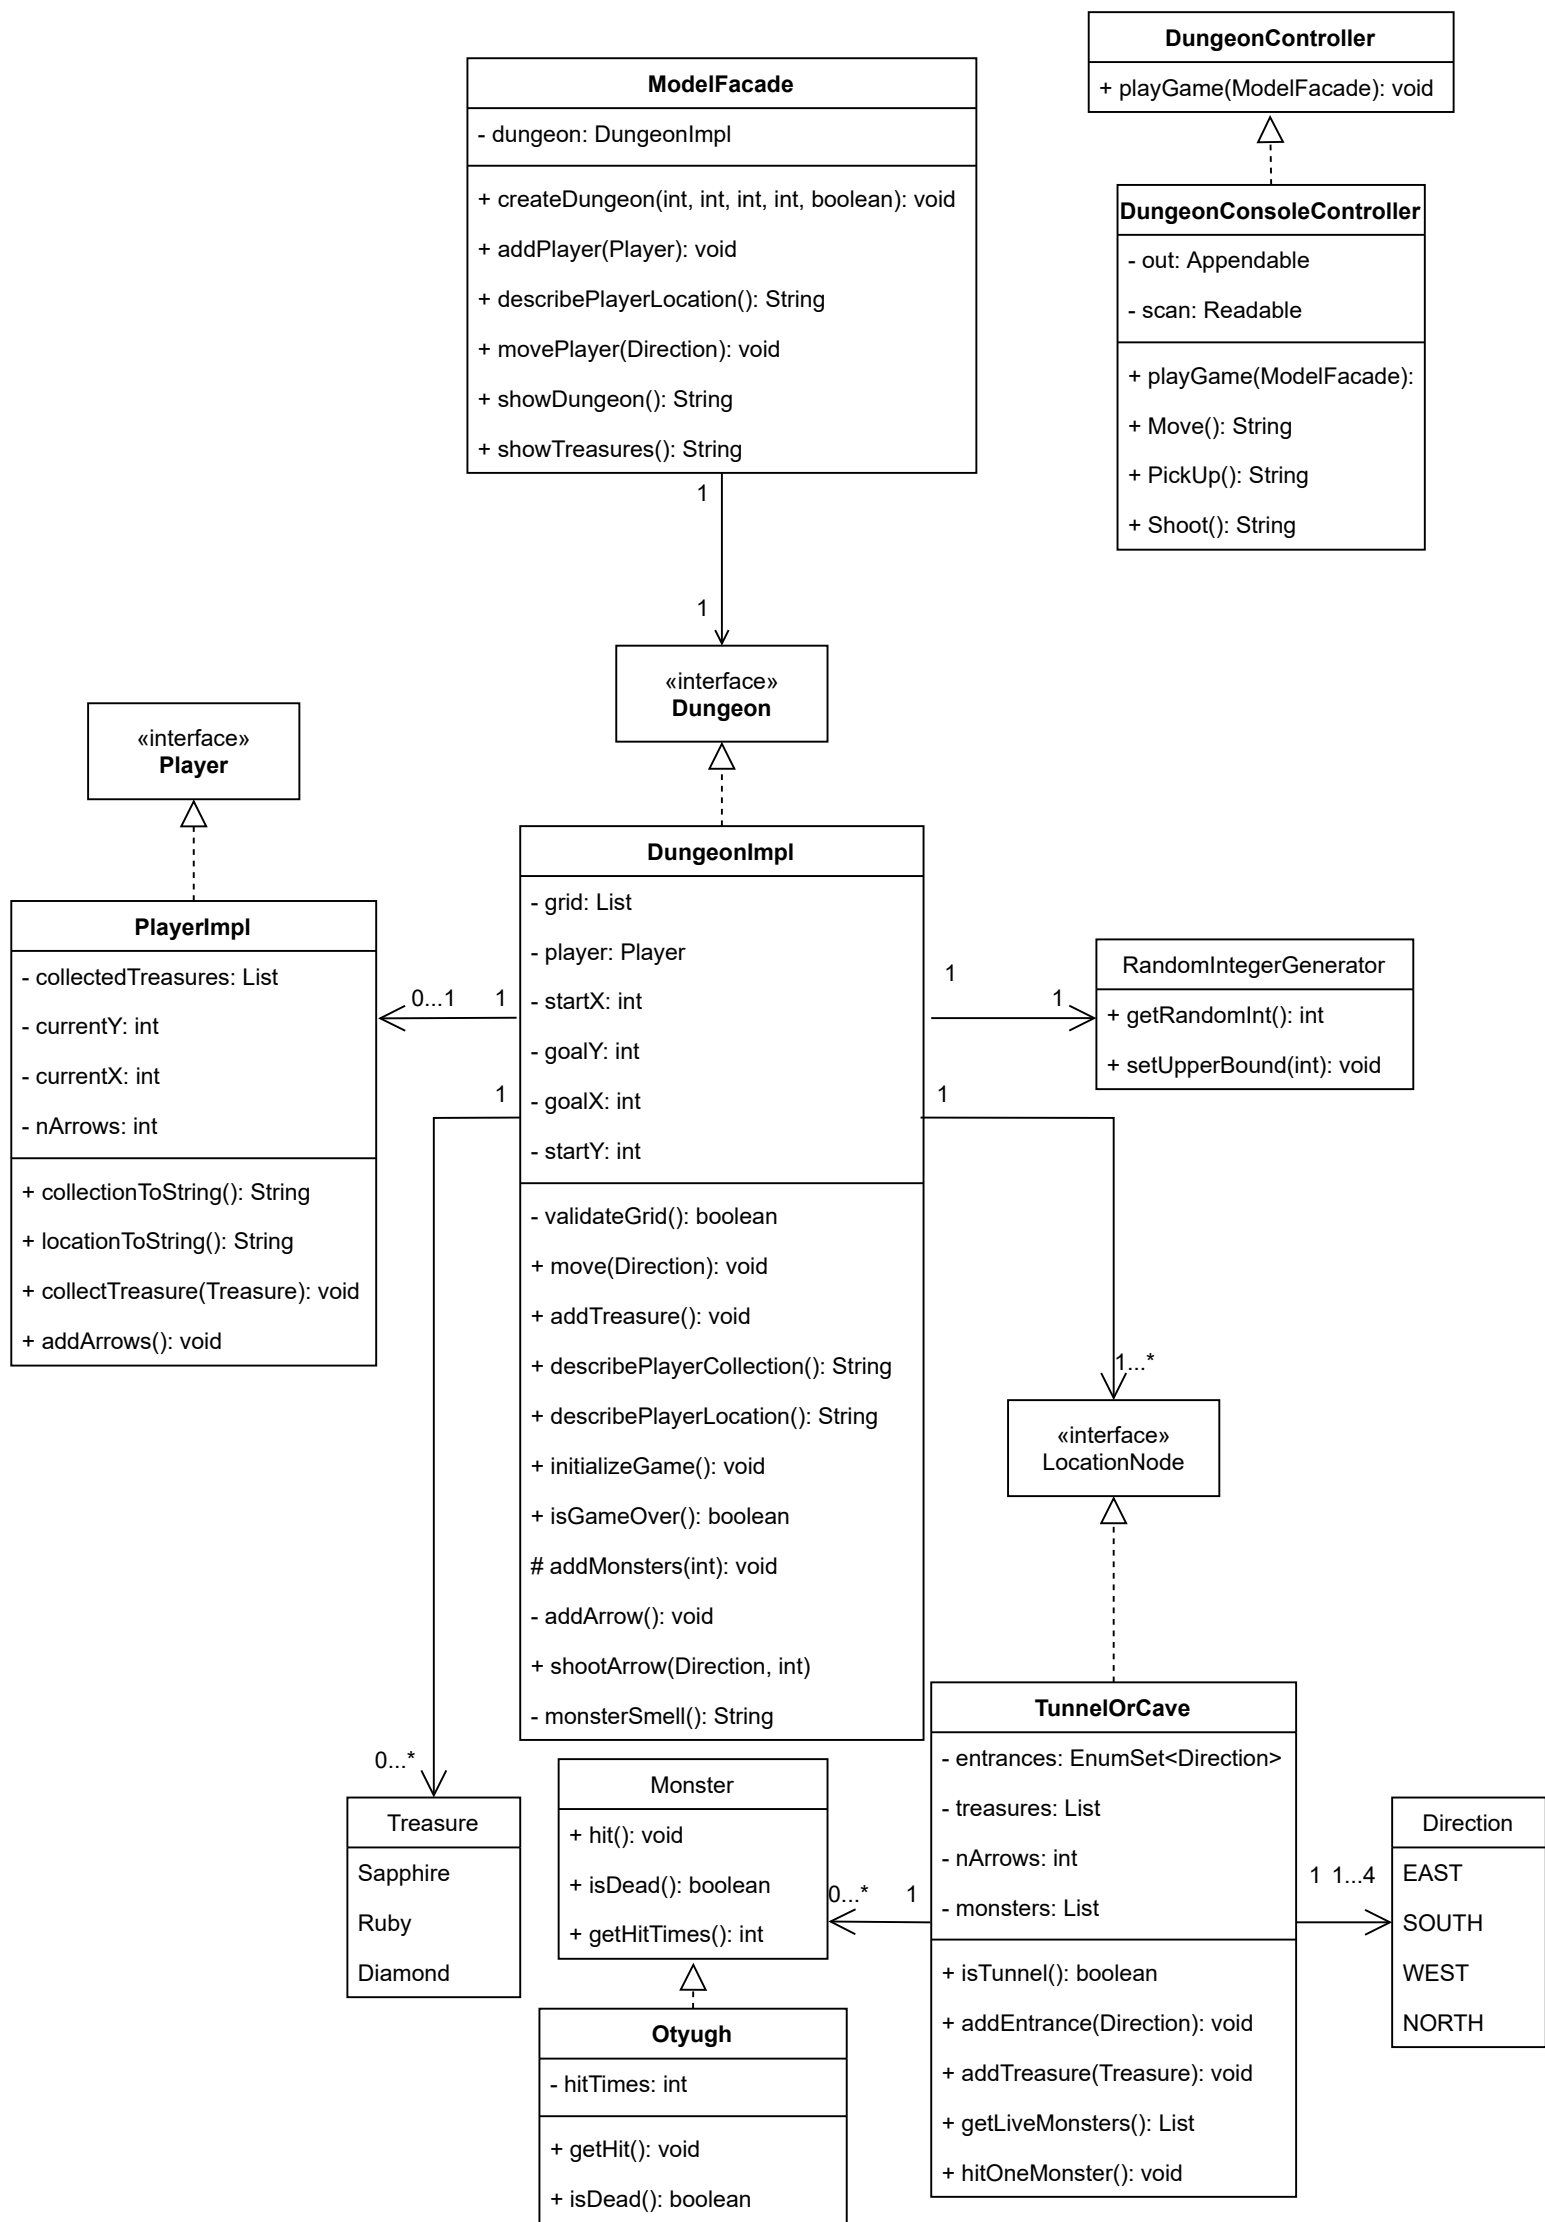 DungeonController
+ playGame(ModelFacade): void
ModelFacade
- dungeon: DungeonImpl
+ createDungeon(int, int, int, int, boolean): void
+ addPlayer(Player): void
+ describePlayerLocation(): String
+ movePlayer(Direction): void
+ showDungeon(): String
+ showTreasures(): String
DungeonConsoleController
- out: Appendable
- scan: Readable
+ playGame(ModelFacade):
+ Move(): String
+ PickUp(): String
+ Shoot(): String
1
1
«interface»
Dungeon
«interface»
Player
PlayerImpl
- collectedTreasures: List
- currentY: int
- currentX: int
- nArrows: int
+ collectionToString(): String
+ locationToString(): String
+ collectTreasure(Treasure): void
+ addArrows(): void
0...1
1
1
DungeonImpl
- grid: List
- player: Player
- startX: int
- goalY: int
- goalX: int
- startY: int
- validateGrid(): boolean
+ move(Direction): void
+ addTreasure(): void
+ describePlayerCollection(): String
+ describePlayerLocation(): String
+ initializeGame(): void
+ isGameOver(): boolean
# addMonsters(int): void
- addArrow(): void
+ shootArrow(Direction, int)
- monsterSmell(): String
1
1
RandomIntegerGenerator
+ getRandomInt(): int
+ setUpperBound(int): void
1
1...*
«interface»
LocationNode
0...*
Treasure
Sapphire
Ruby
Diamond
Monster
+ hit(): void
+ isDead(): boolean
+ getHitTimes(): int
0...*
1
TunnelOrCave
- entrances: EnumSet<Direction>
- treasures: List
- nArrows: int
- monsters: List
+ isTunnel(): boolean
+ addEntrance(Direction): void
+ addTreasure(Treasure): void
+ getLiveMonsters(): List
+ hitOneMonster(): void
1 1...4
Direction
EAST
SOUTH
WEST
NORTH
Otyugh
- hitTimes: int
+ getHit(): void
+ isDead(): boolean